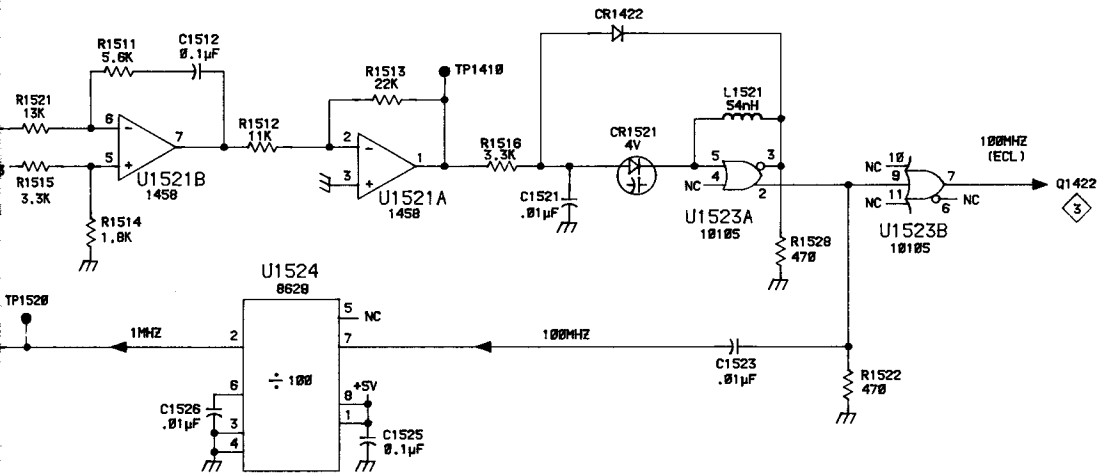 CR1422
R1511
5.6K
C1512
0.1µF
TP1410
R1513
22K
L1521
54nH
R1521
13K
6
-
5
+
7
R1512
11K
2
-
3
+
1
R1516
3.3K
CR1521
4V
5
4
NC
3
2
100MHZ
(ECL)
NC
10
9
NC
11
7
6
NC
Q1422
3
R1515
3.3K
U1521B
1458
U1521A
1458
C1521
.01µF
U1523A
10105
U1523B
10105
R1514
1.8K
R1528
470
U1524
8629
TP1520
5
NC
1MHZ
2
7
100MHZ
÷ 100
C1523
.01µF
R1522
470
6
+5V
8
1
C1526
.01µF
3
4
C1525
0.1µF